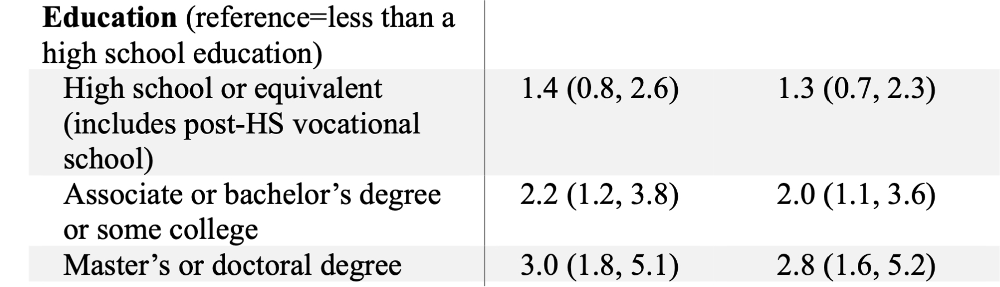 Education (reference=less than a
high school education)
High school or equivalent 1.4 (0.8, 2.6) 1.3 (0.7, 2.3)
(includes post-HS vocational
school)
Associate or bachelor’s degree 2.2 (1.2, 3.8) 2.0 (1.1, 3.6)
or some college
Master’s or doctoral degree 3.0 (1.8, 5.1) 2.8 (1.6, 5.2)